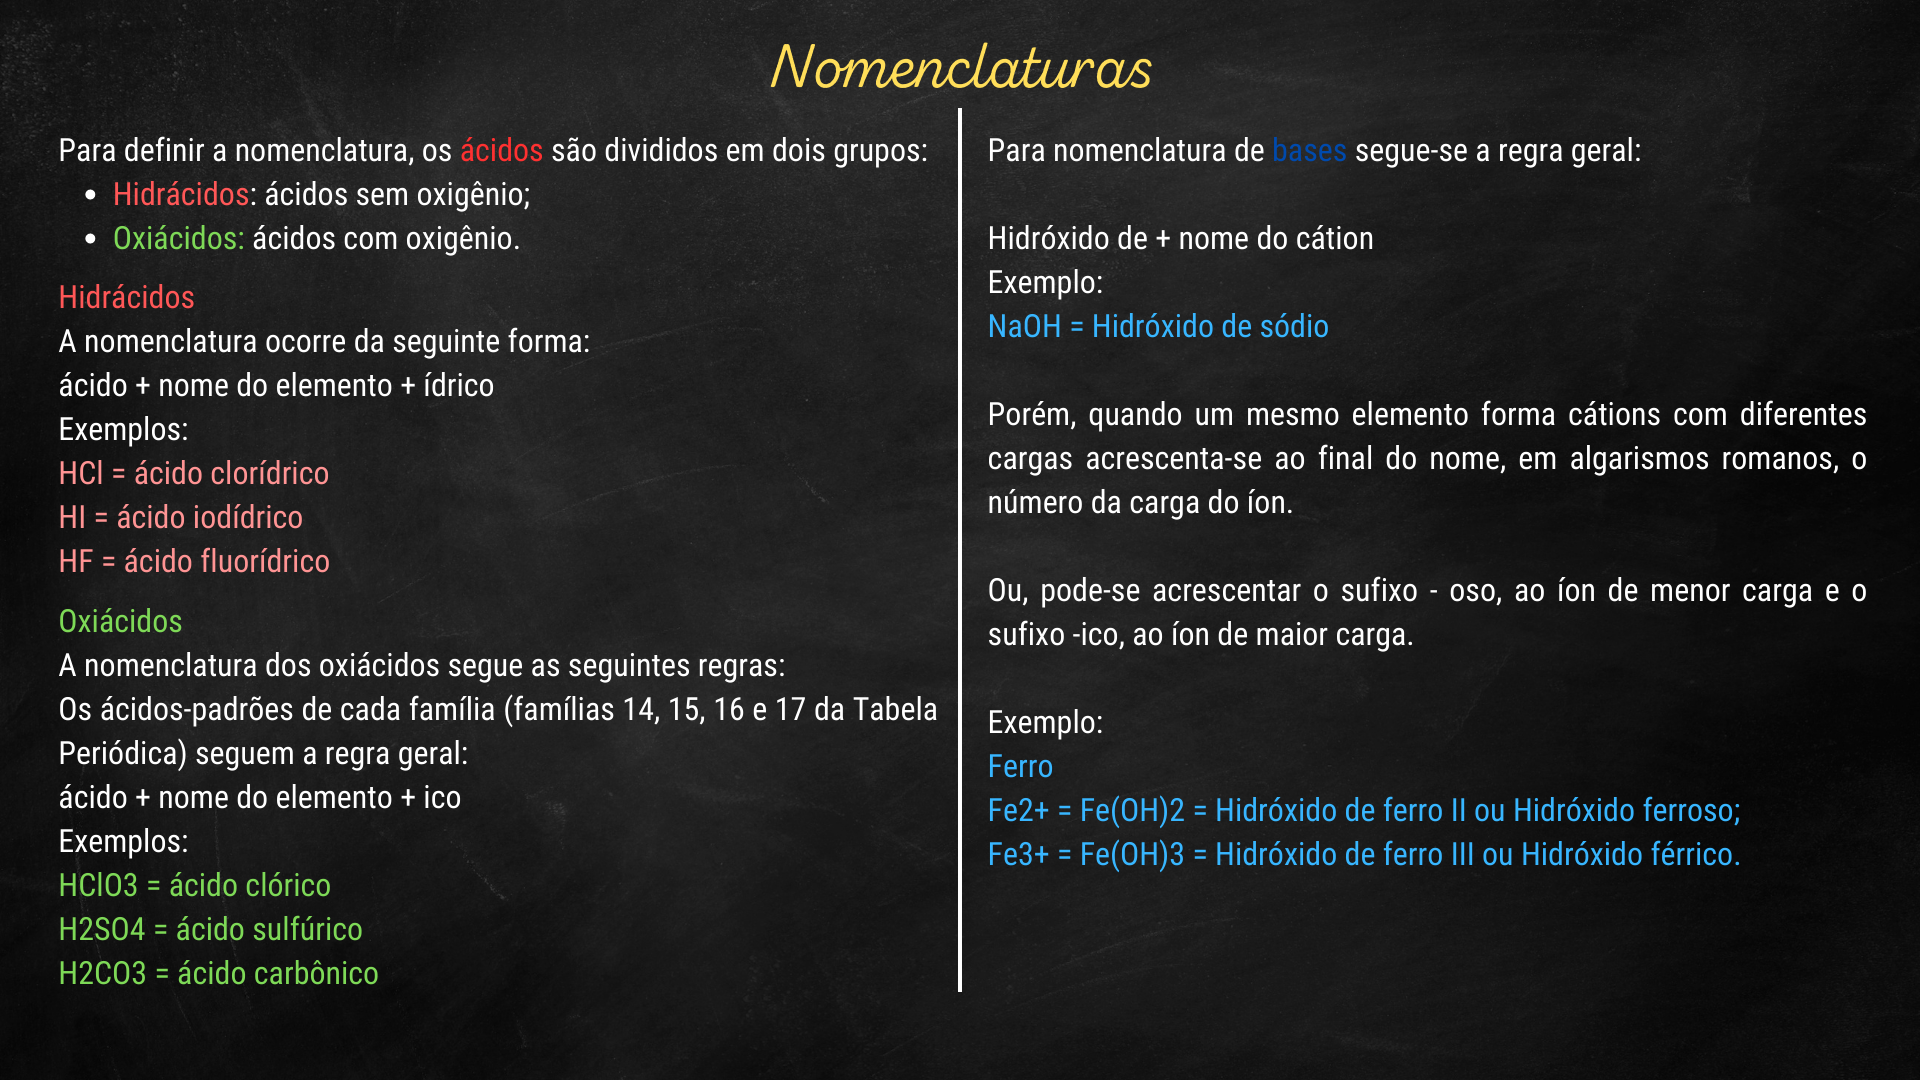 Nomenclaturas
Para definir a nomenclatura, os ácidos são divididos em dois grupos:
• Hidrácidos: ácidos sem oxigênio;
• Oxiácidos: ácidos com oxigênio.
Hidrácidos
A nomenclatura ocorre da seguinte forma:
ácido + nome do elemento + ídrico
Exemplos:
HCl = ácido clorídrico
HI = ácido iodídrico
HF = ácido fluorídrico
Oxiácidos
A nomenclatura dos oxiácidos segue as seguintes regras:
Os ácidos-padrões de cada família (famílias 14, 15, 16 e 17 da Tabela
Periódica) seguem a regra geral:
ácido + nome do elemento + ico
Exemplos:
HClO3 = ácido clórico
H2SO4 = ácido sulfúrico
H2CO3 = ácido carbônico
Para nomenclatura de bases segue-se a regra geral:
Hidróxido de + nome do cátion
Exemplo:
NaOH = Hidróxido de sódio
Porém, quando um mesmo elemento forma cátions com diferentes
cargas acrescenta-se ao final do nome, em algarismos romanos, o
número da carga do íon.
Ou, pode-se acrescentar o sufixo - oso, ao íon de menor carga e o
sufixo -ico, ao íon de maior carga.
Exemplo:
Ferro
Fe2+ = Fe(OH)2 = Hidróxido de ferro II ou Hidróxido ferroso;
Fe3+ = Fe(OH)3 = Hidróxido de ferro III ou Hidróxido férrico.